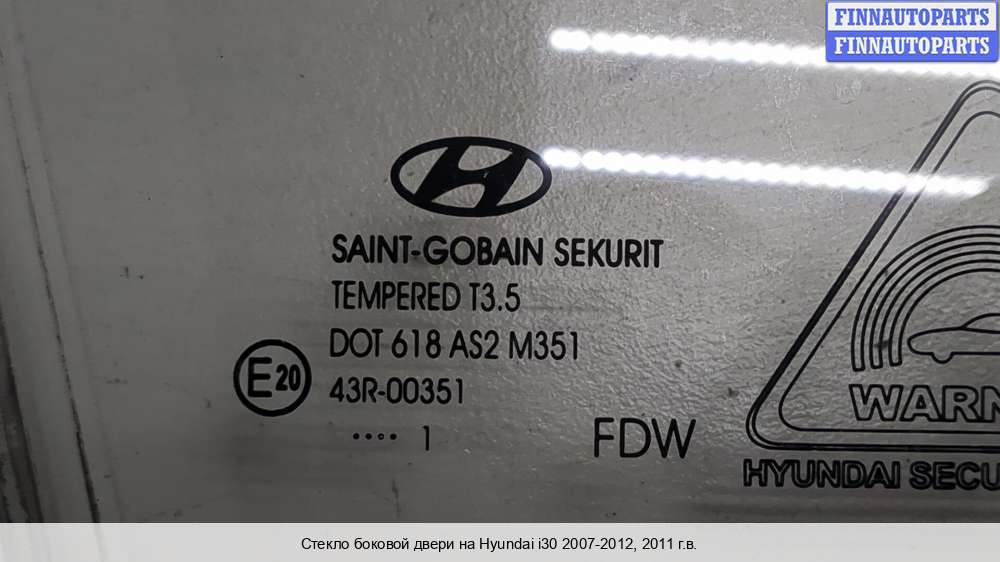 FINNAUTOPARTS
FINNAUTOPARTS
SAINT-GOBAIN SEKURIT
TEMPERED T3.5
DOT 618 AS2 M351
E20
43R-00351
.... 1
FDW
WARN
HYUNDAI SECU
Стекло боковой двери на Hyundai i30 2007-2012, 2011 г.в.